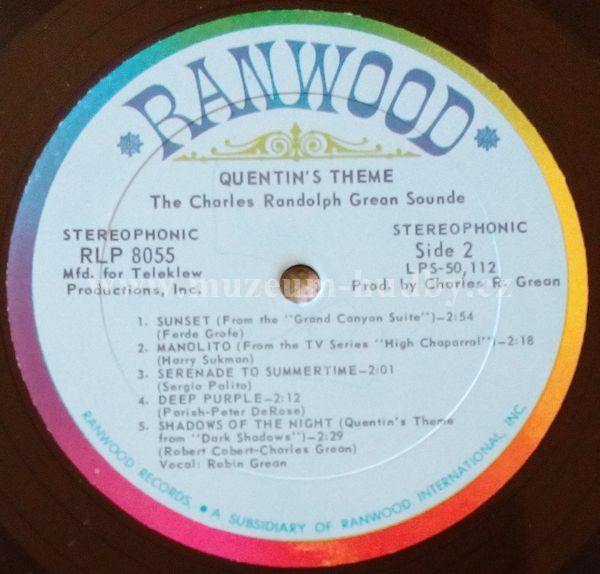 RANWOOD
QUENTIN'S THEME
The Charles Randolph Grean Sounde
STEREOPHONIC
RLP 8055
Mfd. for Teleklew
Productions, Inc.
STEREOPHONIC
Side 2
LPS-50,112
Prod. by Charles R. Grean
www.muzeum-hudby.cz
1. SUNSET (From the "Grand Canyon Suite")–2:54
(Ferde Grofe)
2. MANOLITO (From the TV Series "High Chaparral")–2:18
(Harry Sukman)
3. SERENADE TO SUMMERTIME–2:01
(Sergio Polito)
4. DEEP PURPLE–2:12
(Parish-Peter DeRose)
5. SHADOWS OF THE NIGHT (Quentin's Theme
from "Dark Shadows")–2:29
(Robert Cobert-Charles Grean)
Vocal: Robin Grean
RANWOOD RECORDS, • A SUBSIDIARY OF RANWOOD INTERNATIONAL, INC.